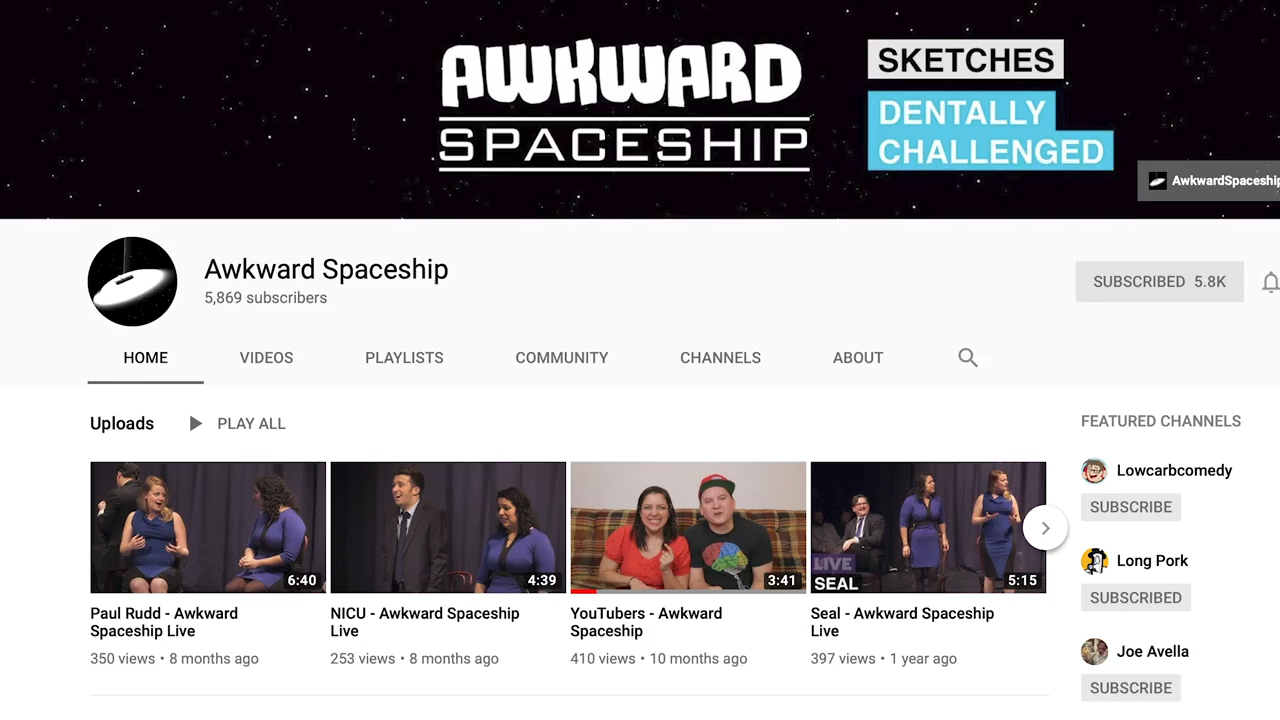 AWKWARD
SPACESHIP
SKETCHES
DENTALLY
CHALLENGED
AwkwardSpaceship
Awkward Spaceship
5,869 subscribers
SUBSCRIBED 5.8K
HOME VIDEOS PLAYLISTS COMMUNITY CHANNELS ABOUT
Uploads PLAY ALL
6:40
4:39
3:41
LIVE
SEAL
5:15
Paul Rudd - Awkward
Spaceship Live
350 views • 8 months ago
NICU - Awkward Spaceship
Live
253 views • 8 months ago
YouTubers - Awkward
Spaceship
410 views • 10 months ago
Seal - Awkward Spaceship
Live
397 views • 1 year ago
FEATURED CHANNELS
Lowcarbcomedy
SUBSCRIBE
Long Pork
SUBSCRIBED
Joe Avella
SUBSCRIBE